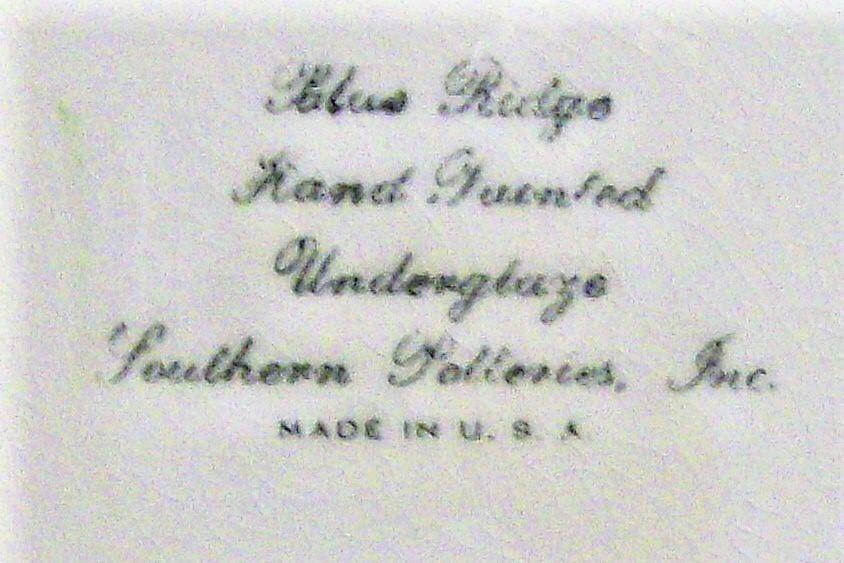 Blue Ridge
Hand Painted
Underglaze
Southern Potteries, Inc.
MADE IN U. S. A